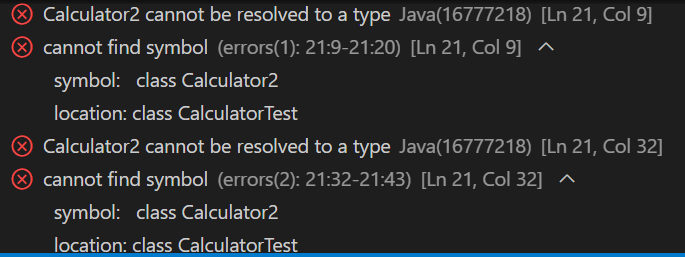 Calculator2 cannot be resolved to a type Java(16777218) [Ln 21, Col 9]
cannot find symbol (errors(1): 21:9-21:20) [Ln 21, Col 9]
symbol: class Calculator2
location: class CalculatorTest
Calculator2 cannot be resolved to a type Java(16777218) [Ln 21, Col 32]
cannot find symbol (errors(2): 21:32-21:43) [Ln 21, Col 32]
symbol: class Calculator2
location: class CalculatorTest